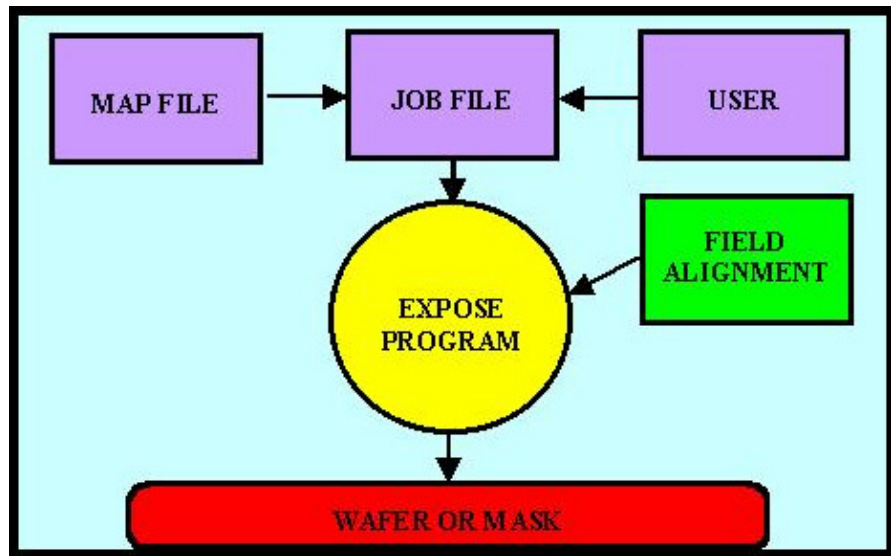 MAP FILE
JOB FILE
USER
FIELD
ALIGNMENT
EXPOSE
PROGRAM
WAFER OR MASK